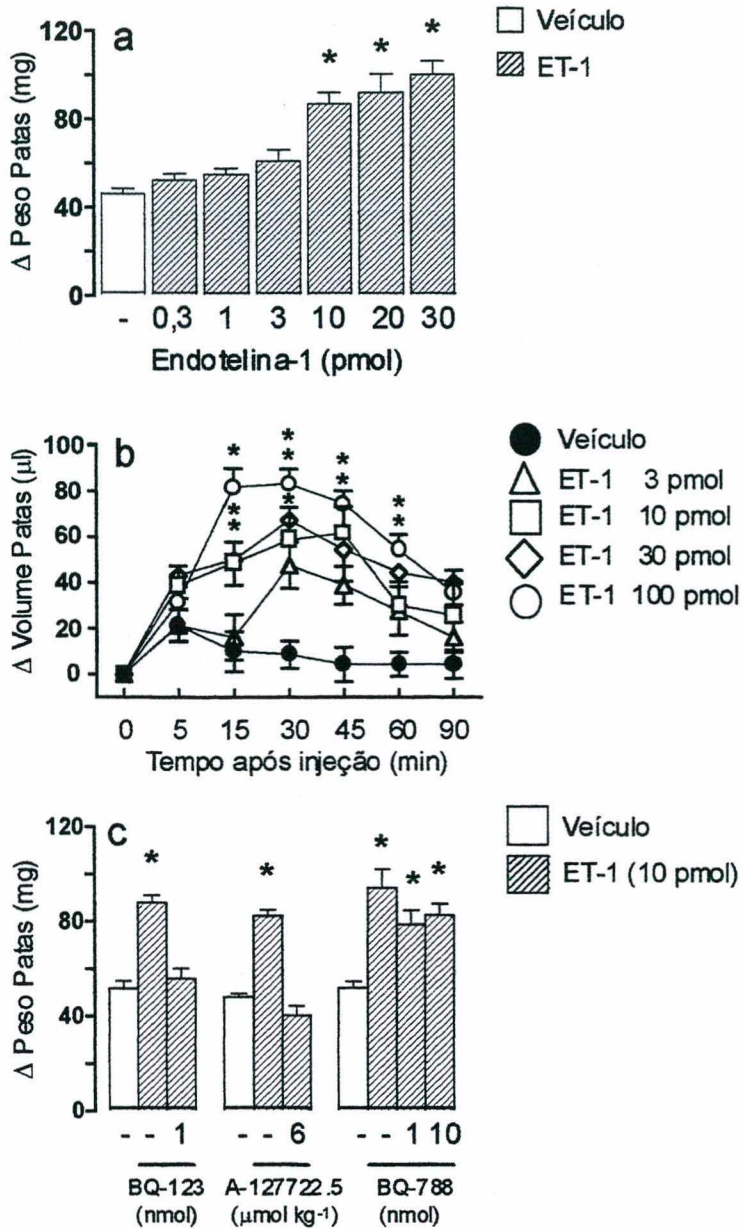 a
Δ Peso Patas (mg)
120
80
40
0
* * *
- 0,3 1 3 10 20 30
Endotelina-1 (pmol)
Veículo
ET-1
b
Δ Volume Patas (µl)
100
80
60
40
20
0
* * * * * * * * * * *
0 5 15 30 45 60 90
Tempo após injeção (min)
Veículo
ET-1 3 pmol
ET-1 10 pmol
ET-1 30 pmol
ET-1 100 pmol
c
Δ Peso Patas (mg)
120
80
40
0
* * * * *
- - 1 - - 6 - - 1 10
BQ-123 A-127722.5 BQ-788
(nmol) (µmol kg-1) (nmol)
Veículo
ET-1 (10 pmol)